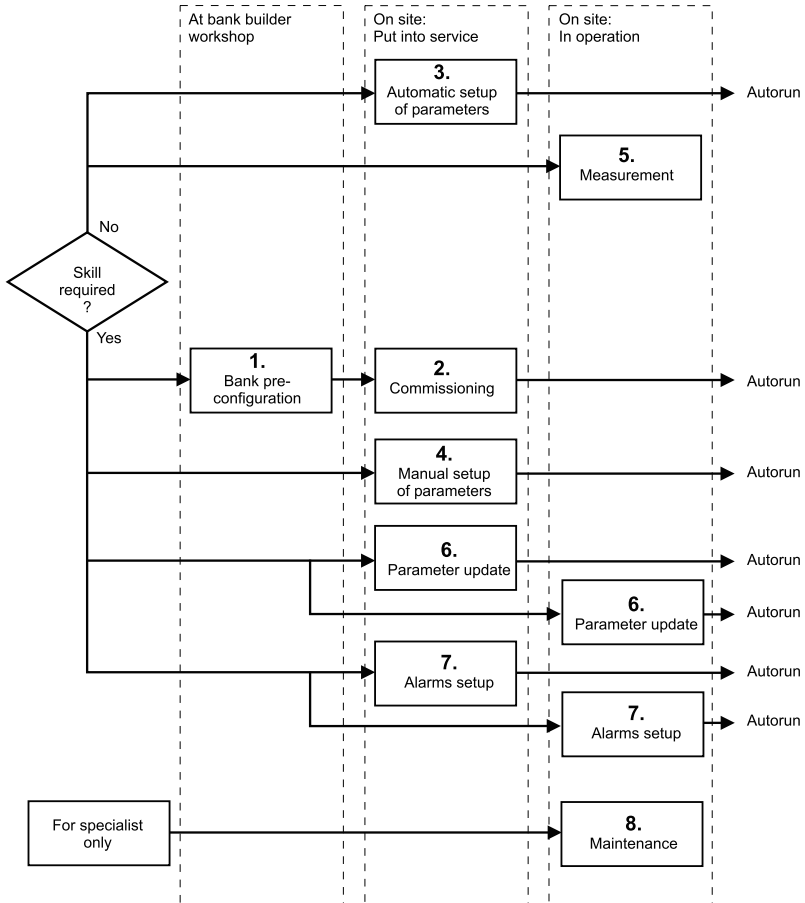 At bank builder
workshop
On site:
Put into service
On site:
In operation
3.
Automatic setup
of parameters
Autorun
5.
Measurement
No
Skill
required
?
Yes
1.
Bank pre-
configuration
2.
Commissioning
Autorun
4.
Manual setup
of parameters
Autorun
6.
Parameter update
Autorun
6.
Parameter update
Autorun
7.
Alarms setup
Autorun
7.
Alarms setup
Autorun
For specialist
only
8.
Maintenance